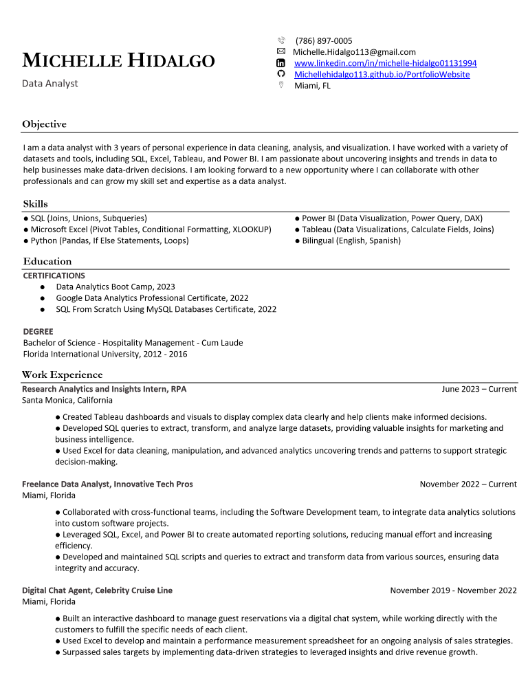 MICHELLE HIDALGO
Data Analyst
(786) 897-0005
Michelle.Hidalgo113@gmail.com
www.linkedin.com/in/michelle-hidalgo01131994
Michellehidalgo113.github.io/PortfolioWebsite
Miami, FL
Objective
I am a data analyst with 3 years of personal experience in data cleaning, analysis, and visualization. I have worked with a variety of
datasets and tools, including SQL, Excel, Tableau, and Power BI. I am passionate about uncovering insights and trends in data to
help businesses make data-driven decisions. I am looking forward to a new opportunity where I can collaborate with other
professionals and can grow my skill set and expertise as a data analyst.
Skills
● SQL (Joins, Unions, Subqueries)
● Microsoft Excel (Pivot Tables, Conditional Formatting, XLOOKUP)
● Python (Pandas, If Else Statements, Loops)
● Power BI (Data Visualization, Power Query, DAX)
● Tableau (Data Visualizations, Calculate Fields, Joins)
● Bilingual (English, Spanish)
Education
CERTIFICATIONS
● Data Analytics Boot Camp, 2023
● Google Data Analytics Professional Certificate, 2022
● SQL From Scratch Using MySQL Databases Certificate, 2022
DEGREE
Bachelor of Science - Hospitality Management - Cum Laude
Florida International University, 2012 - 2016
Work Experience
Research Analytics and Insights Intern, RPA June 2023 – Current
Santa Monica, California
● Created Tableau dashboards and visuals to display complex data clearly and help clients make informed decisions.
● Developed SQL queries to extract, transform, and analyze large datasets, providing valuable insights for marketing and
business intelligence.
● Used Excel for data cleaning, manipulation, and advanced analytics uncovering trends and patterns to support strategic
decision-making.
Freelance Data Analyst, Innovative Tech Pros November 2022 – Current
Miami, Florida
● Collaborated with cross-functional teams, including the Software Development team, to integrate data analytics solutions
into custom software projects.
● Leveraged SQL, Excel, and Power BI to create automated reporting solutions, reducing manual effort and increasing
efficiency.
● Developed and maintained SQL scripts and queries to extract and transform data from various sources, ensuring data
integrity and accuracy.
Digital Chat Agent, Celebrity Cruise Line November 2019 - November 2022
Miami, Florida
● Built an interactive dashboard to manage guest reservations via a digital chat system, while working directly with the
customers to fulfill the specific needs of each client.
● Used Excel to develop and maintain a performance measurement spreadsheet for an ongoing analysis of sales strategies.
● Surpassed sales targets by implementing data-driven strategies to leveraged insights and drive revenue growth.